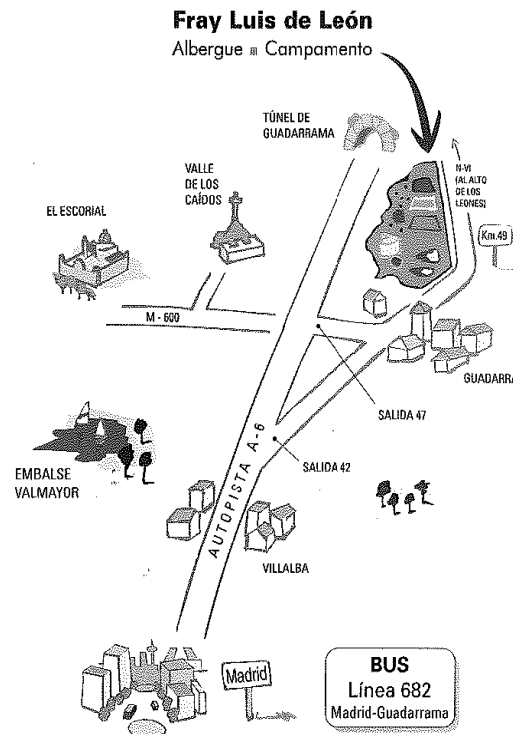 Fray Luis de León
Albergue Campamento
TÚNEL DE
GUADARRAMA
N-VI
(AL ALTO
DE LOS
LEONES)
VALLE
DE LOS
CAÍDOS
EL ESCORIAL
Km.49
M - 600
GUADARRA
SALIDA 47
AUTOPISTA A-6
SALIDA 42
EMBALSE
VALMAYOR
VILLALBA
Madrid
BUS
Línea 682
Madrid-Guadarrama